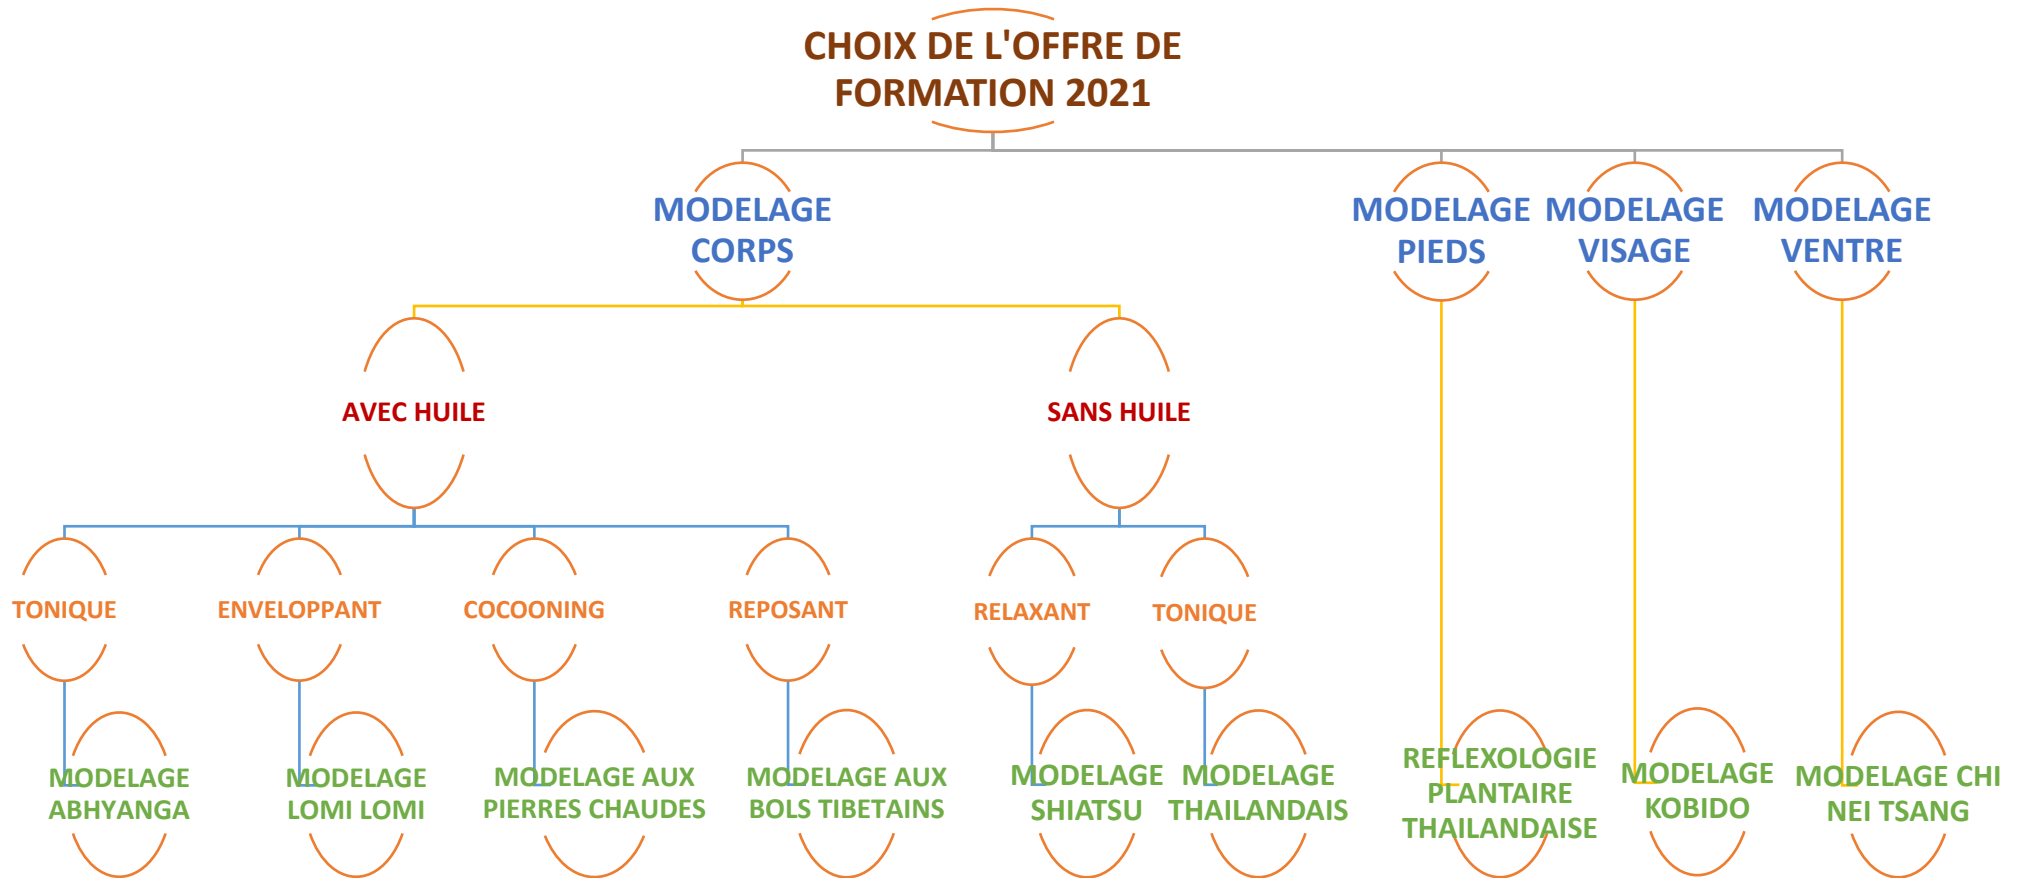 CHOIX DE L'OFFRE DE
FORMATION 2021
MODELAGE
CORPS
MODELAGE
PIEDS
MODELAGE
VISAGE
MODELAGE
VENTRE
AVEC HUILE
SANS HUILE
TONIQUE
ENVELOPPANT
COCOONING
REPOSANT
RELAXANT
TONIQUE
MODELAGE
ABHYANGA
MODELAGE
LOMI LOMI
MODELAGE AUX
PIERRES CHAUDES
MODELAGE AUX
BOLS TIBETAINS
MODELAGE
SHIATSU
MODELAGE
THAILANDAIS
REFLEXOLOGIE
PLANTAIRE
THAILANDAISE
MODELAGE
KOBIDO
MODELAGE CHI
NEI TSANG